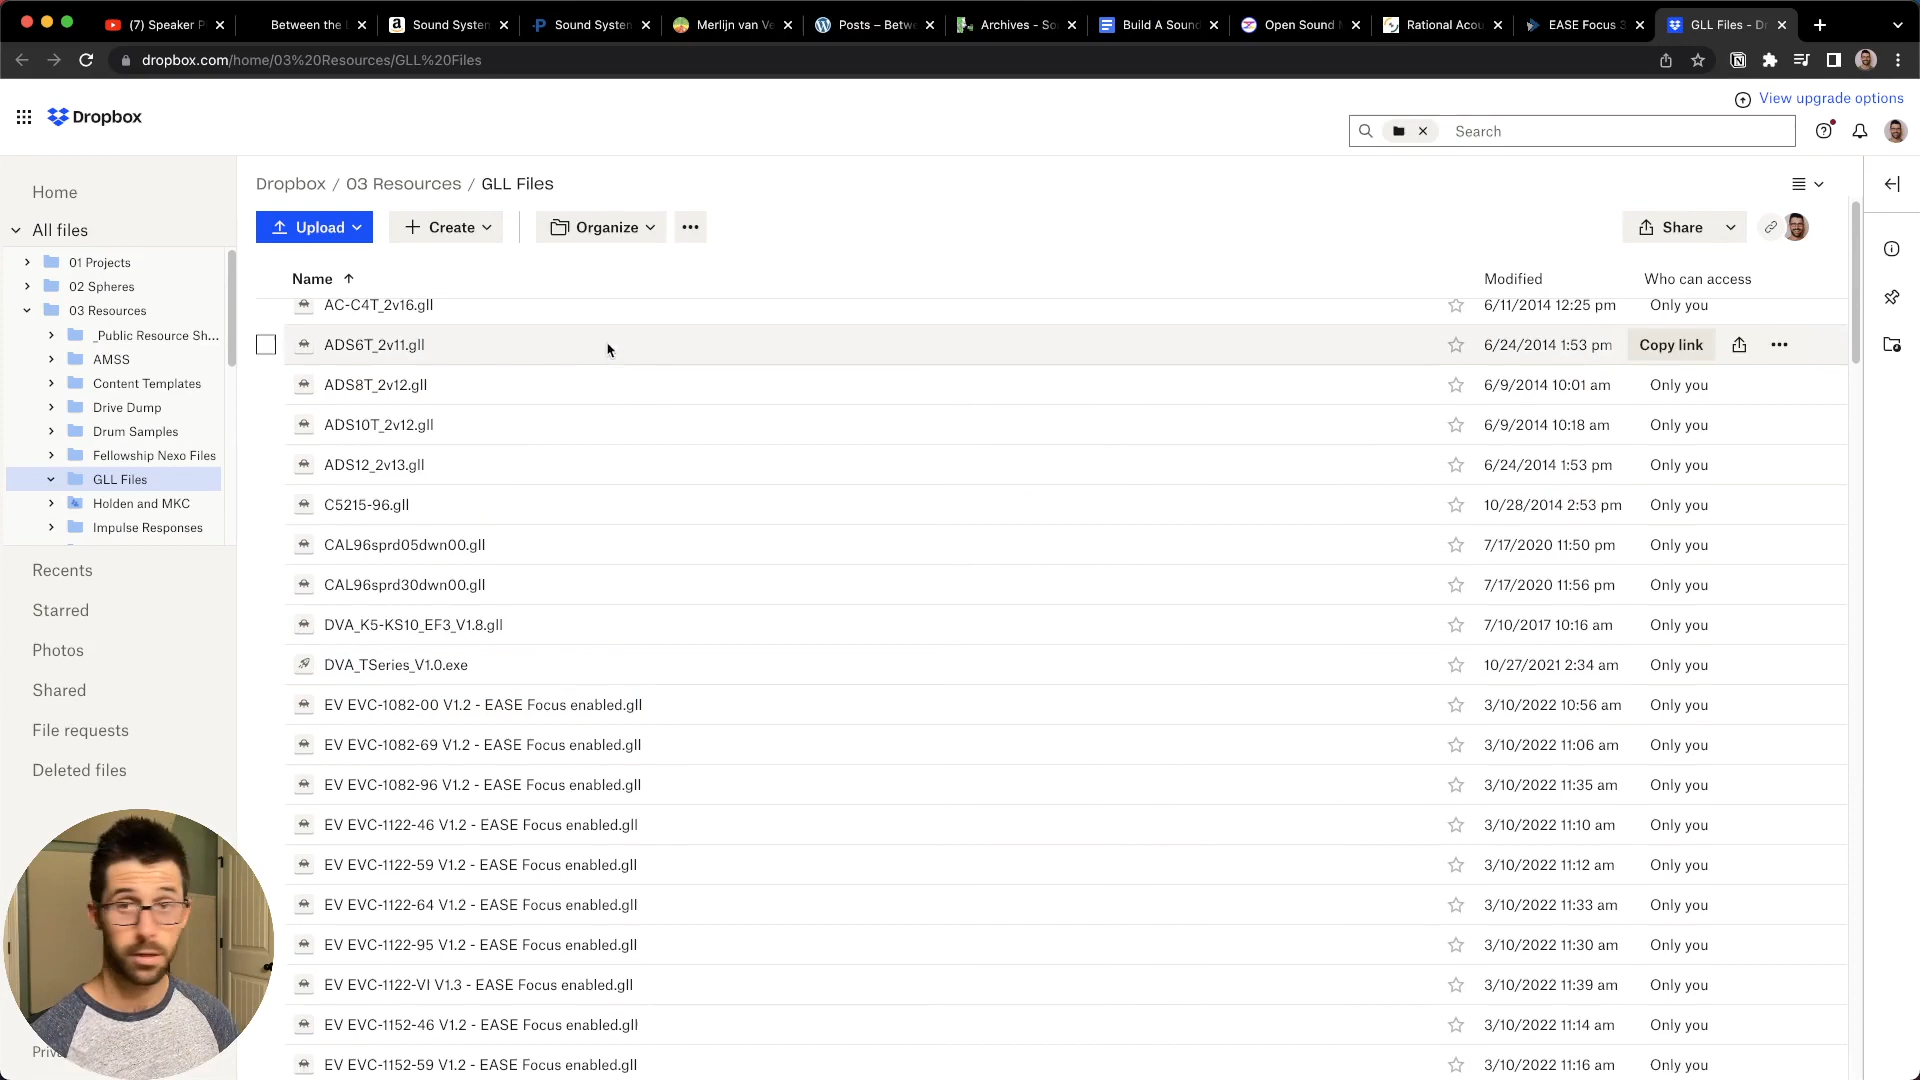 (7) Speaker P
Between the
Sound System
Sound System
Merlijn van Ve
Posts – Betwe
Archives - So
Build A Sound
Open Sound M
Rational Acou
EASE Focus 3
GLL Files - Dr
dropbox.com/home/03%20Resources/GLL%20Files
View upgrade options
Dropbox
Search
Home
All files
01 Projects
02 Spheres
03 Resources
_Public Resource Sh...
AMSS
Content Templates
Drive Dump
Drum Samples
Fellowship Nexo Files
GLL Files
Holden and MKC
Impulse Responses
Recents
Starred
Photos
Shared
File requests
Deleted files
Dropbox / 03 Resources / GLL Files
Upload
Create
Organize
Share
Name Modified Who can access
AC-C4T_2v16.gll 6/11/2014 12:25 pm Only you
ADS6T_2v11.gll 6/24/2014 1:53 pm Copy link
ADS8T_2v12.gll 6/9/2014 10:01 am Only you
ADS10T_2v12.gll 6/9/2014 10:18 am Only you
ADS12_2v13.gll 6/24/2014 1:53 pm Only you
C5215-96.gll 10/28/2014 2:53 pm Only you
CAL96sprd05dwn00.gll 7/17/2020 11:50 pm Only you
CAL96sprd30dwn00.gll 7/17/2020 11:56 pm Only you
DVA_K5-KS10_EF3_V1.8.gll 7/10/2017 10:16 am Only you
DVA_TSeries_V1.0.exe 10/27/2021 2:34 am Only you
EV EVC-1082-00 V1.2 - EASE Focus enabled.gll 3/10/2022 10:56 am Only you
EV EVC-1082-69 V1.2 - EASE Focus enabled.gll 3/10/2022 11:06 am Only you
EV EVC-1082-96 V1.2 - EASE Focus enabled.gll 3/10/2022 11:35 am Only you
EV EVC-1122-46 V1.2 - EASE Focus enabled.gll 3/10/2022 11:10 am Only you
EV EVC-1122-59 V1.2 - EASE Focus enabled.gll 3/10/2022 11:12 am Only you
EV EVC-1122-64 V1.2 - EASE Focus enabled.gll 3/10/2022 11:33 am Only you
EV EVC-1122-95 V1.2 - EASE Focus enabled.gll 3/10/2022 11:30 am Only you
EV EVC-1122-VI V1.3 - EASE Focus enabled.gll 3/10/2022 11:39 am Only you
EV EVC-1152-46 V1.2 - EASE Focus enabled.gll 3/10/2022 11:14 am Only you
EV EVC-1152-59 V1.2 - EASE Focus enabled.gll 3/10/2022 11:16 am Only you